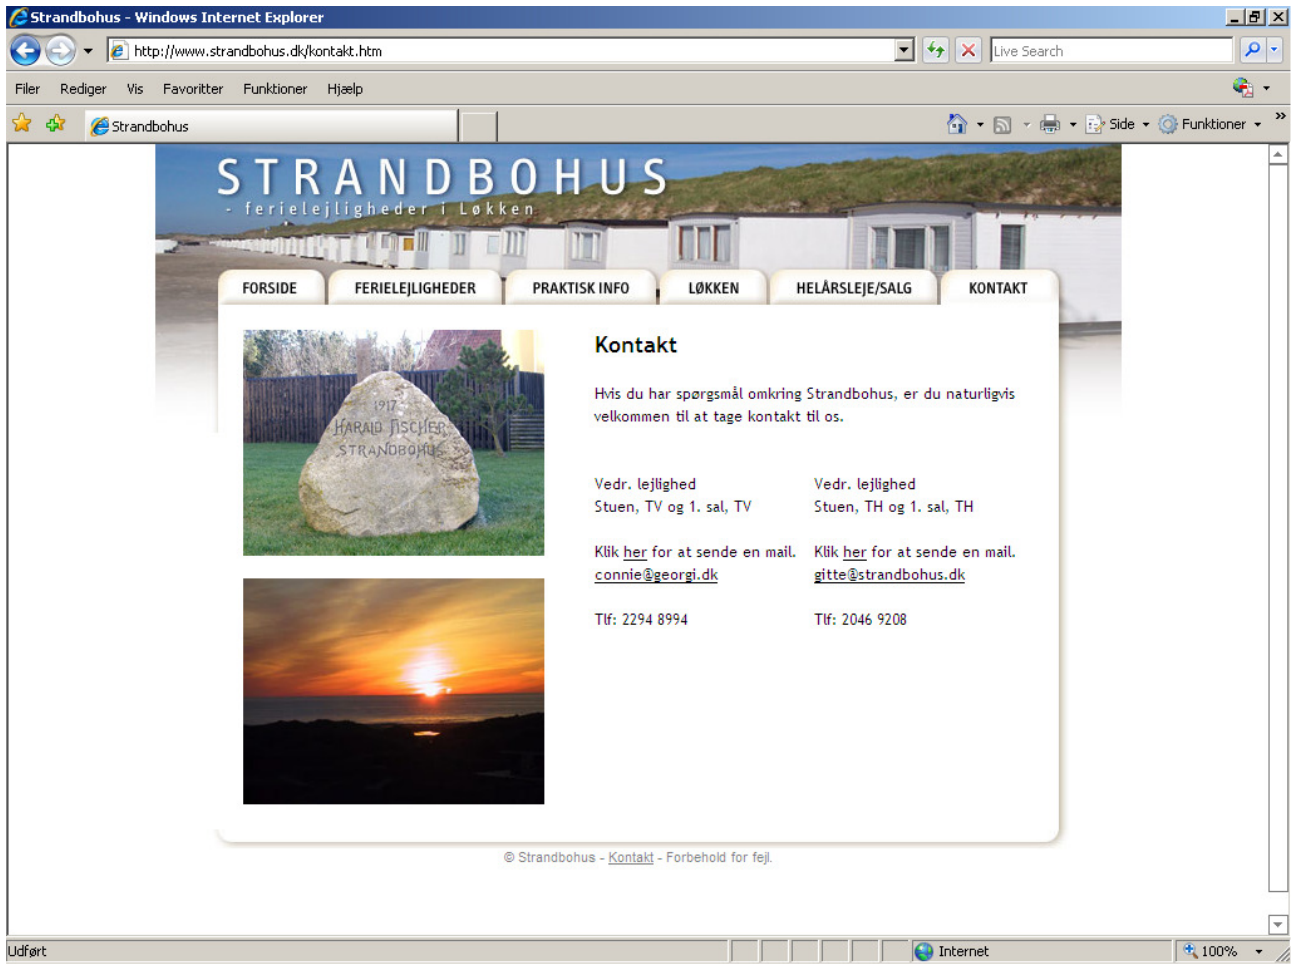 Strandbohus - Windows Internet Explorer
http://www.strandbohus.dk/kontakt.htm
Live Search
Filer Rediger Vis Favoritter Funktioner Hjælp
Strandbohus
Side
Funktioner
STRANDBOHUS
- ferielejligheder i Løkken
FORSIDE
FERIELEJLIGHEDER
PRAKTISK INFO
LØKKEN
HELÅRSLEJE/SALG
KONTAKT
1917
HARALD FISCHER
STRANDBOHUS
Kontakt
Hvis du har spørgsmål omkring Strandbohus, er du naturligvis
velkommen til at tage kontakt til os.
Vedr. lejlighed
Stuen, TV og 1. sal, TV
Klik her for at sende en mail.
connie@georgi.dk
Tlf: 2294 8994
Vedr. lejlighed
Stuen, TH og 1. sal, TH
Klik her for at sende en mail.
gitte@strandbohus.dk
Tlf: 2046 9208
© Strandbohus - Kontakt - Forbehold for fejl.
Udført
Internet
100%